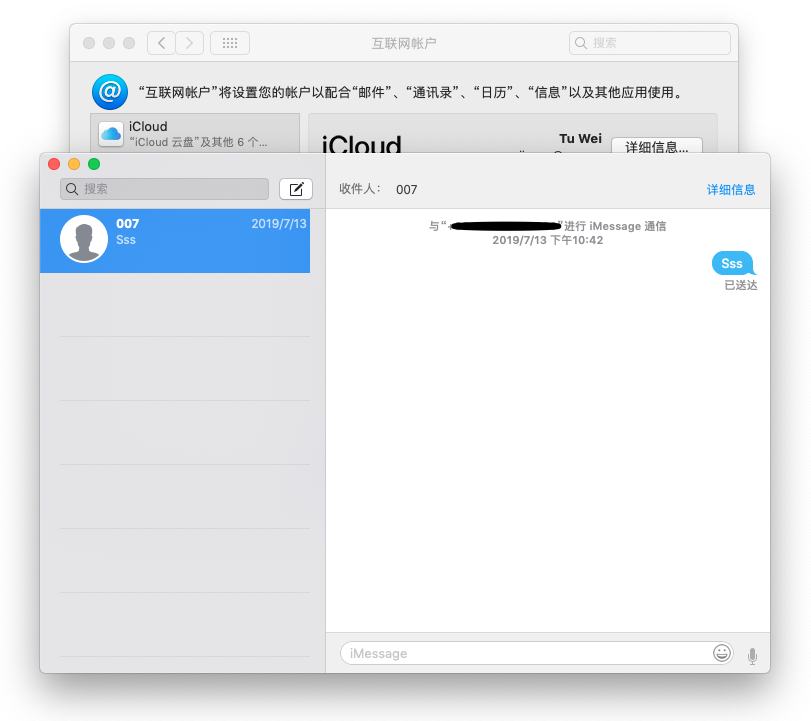 互联网帐户
搜索
“互联网帐户”将设置您的帐户以配合“邮件”、“通讯录”、“日历”、“信息”以及其他应用使用。
iCloud
“iCloud 云盘”及其他 6 个...
iCloud
Tu Wei
详细信息...
搜索
007
2019/7/13
Sss
收件人：
007
详细信息
与“+
”进行 iMessage 通信
2019/7/13 下午10:42
Sss
已送达
iMessage